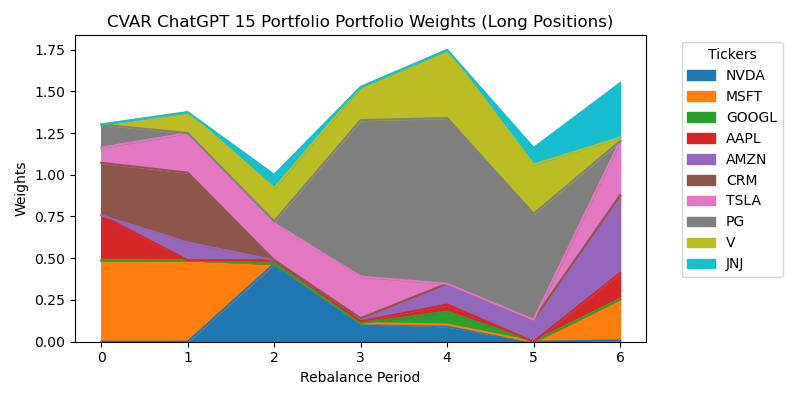 CVAR ChatGPT 15 Portfolio Portfolio Weights (Long Positions)
Weights
1.75
1.50
1.25
1.00
0.75
0.50
0.25
0.00
0 1 2 3 4 5 6
Rebalance Period
Tickers
NVDA
MSFT
GOOGL
AAPL
AMZN
CRM
TSLA
PG
V
JNJ